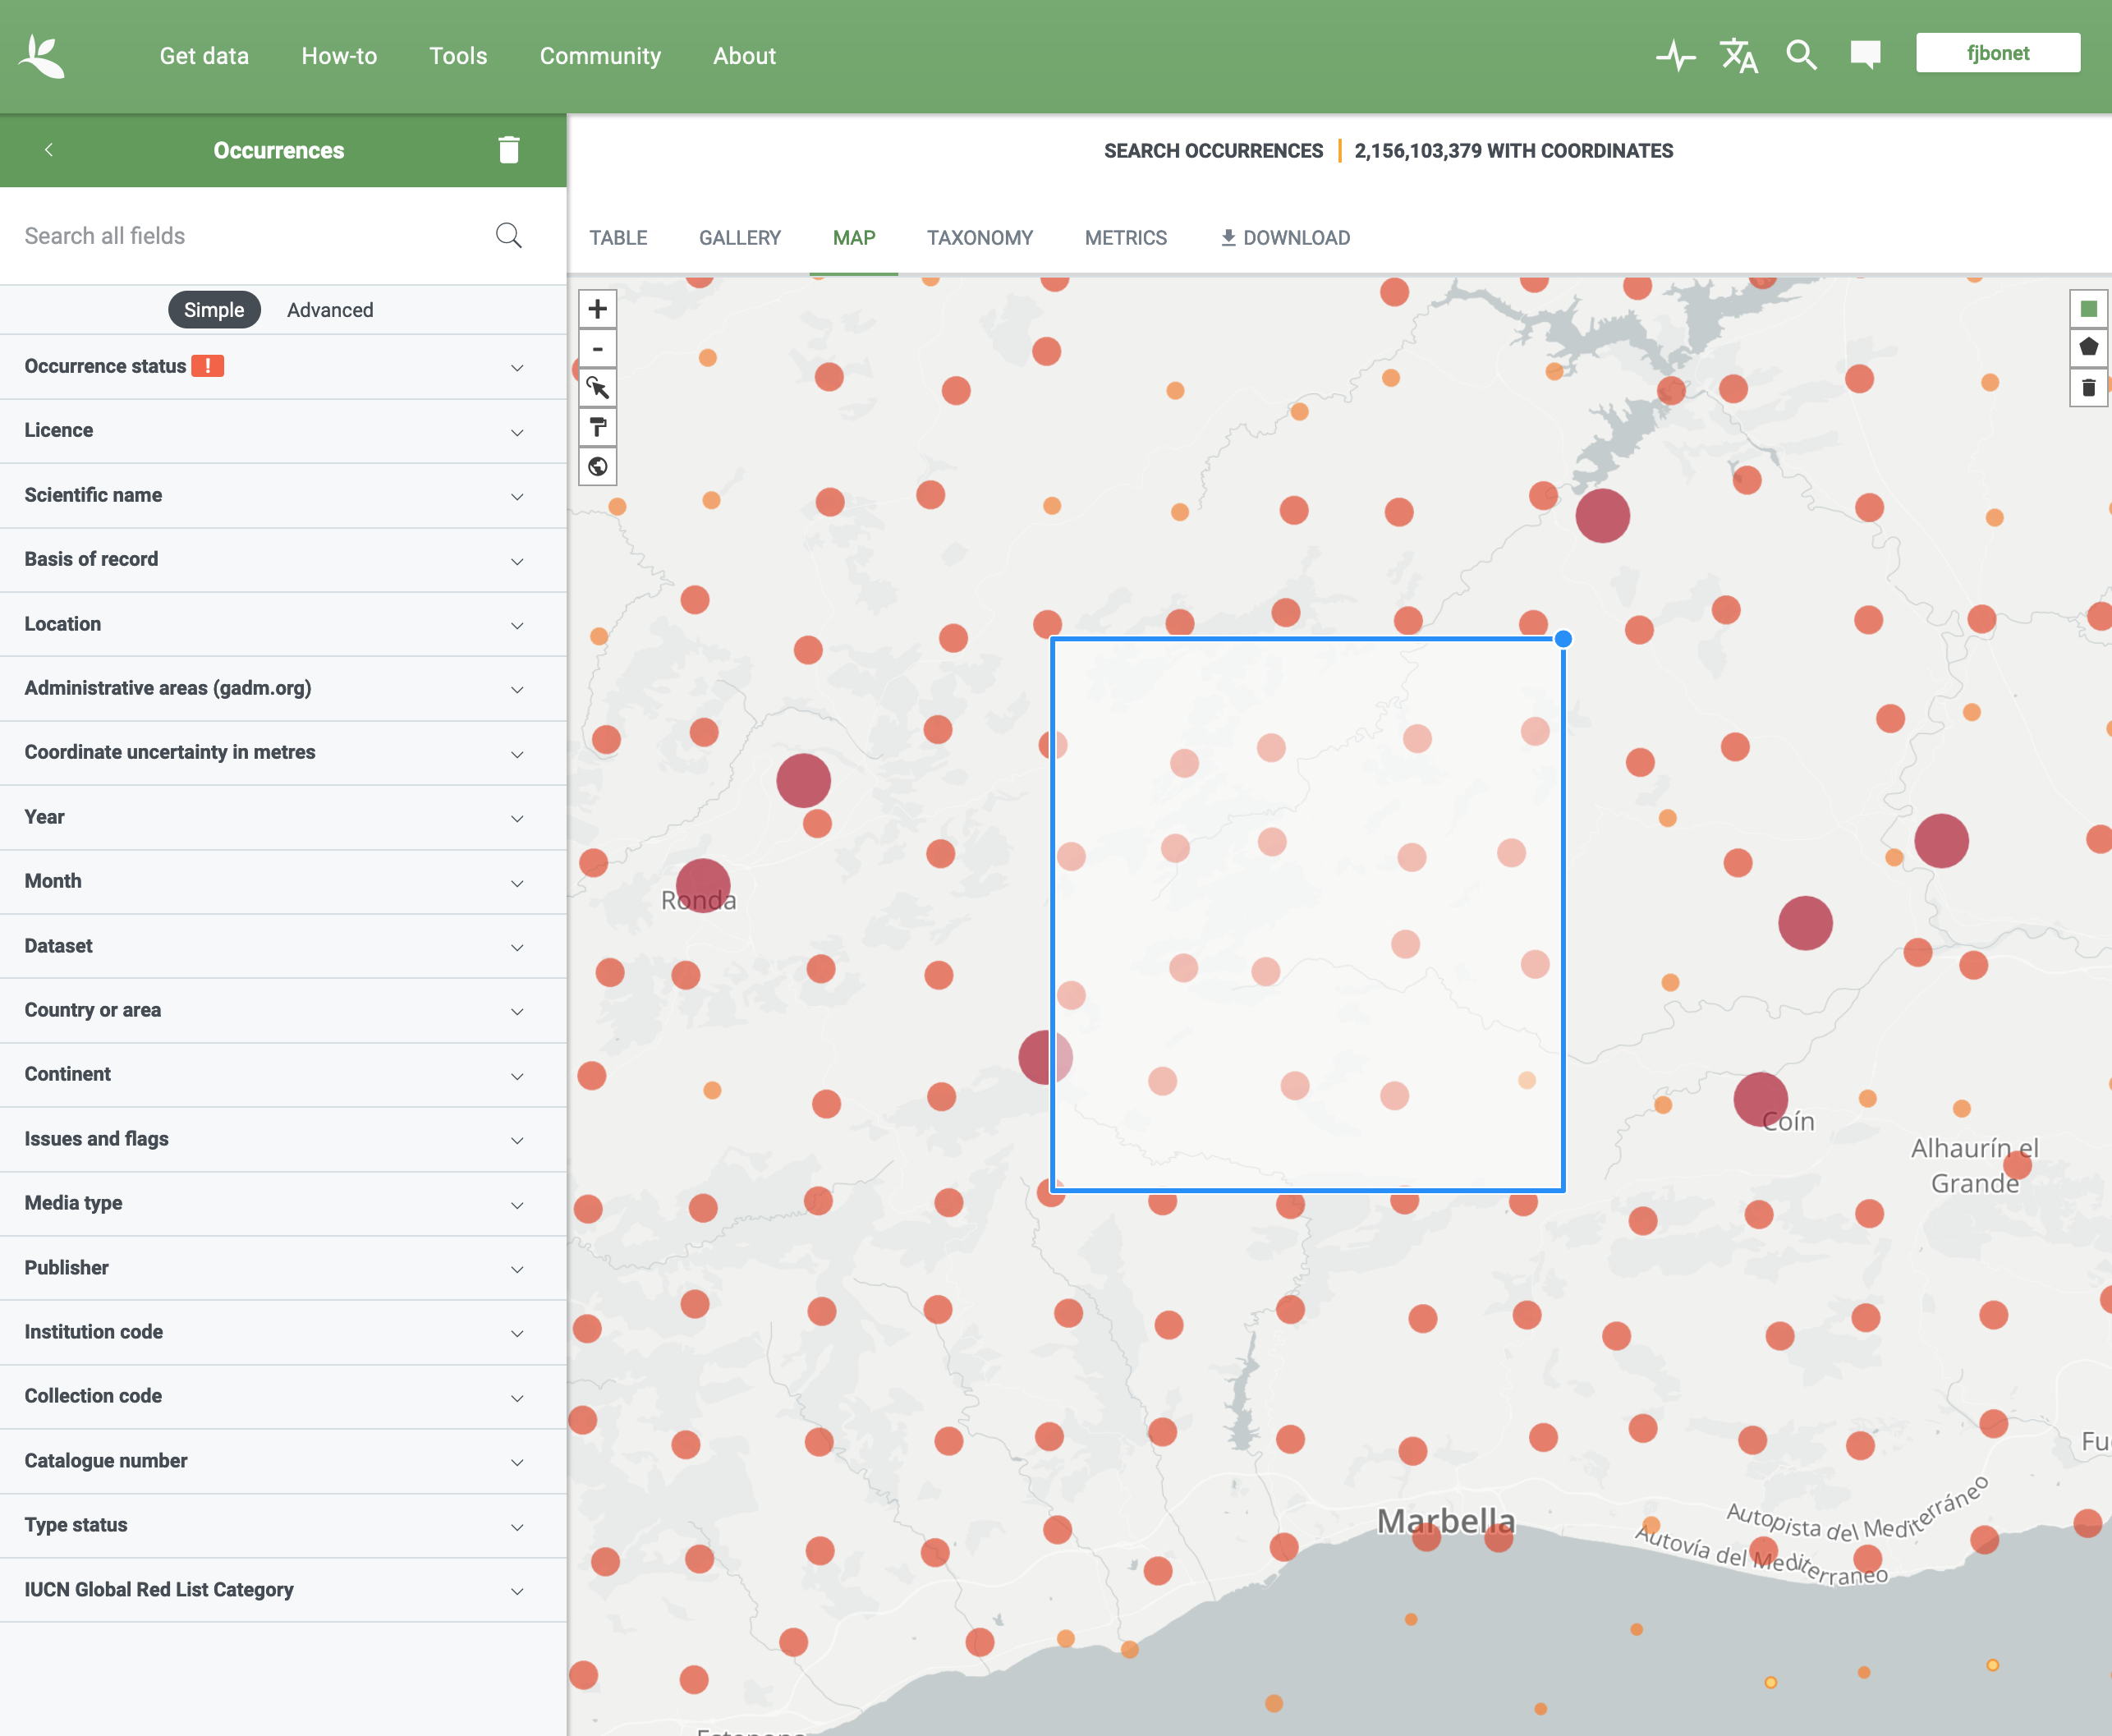 Get data How-to Tools Community About fjbonet
Occurrences
SEARCH OCCURRENCES 2,156,103,379 WITH COORDINATES
Search all fields
TABLE GALLERY MAP TAXONOMY METRICS DOWNLOAD
Simple Advanced
Occurrence status !
Licence
Scientific name
Basis of record
Location
Administrative areas (gadm.org)
Coordinate uncertainty in metres
Year
Month
Dataset
Country or area
Continent
Issues and flags
Media type
Publisher
Institution code
Collection code
Catalogue number
Type status
IUCN Global Red List Category
Ronda
Coín
Alhaurín el
Grande
Marbella
Autopista del Mediterráneo
Autovía del Mediterraneo